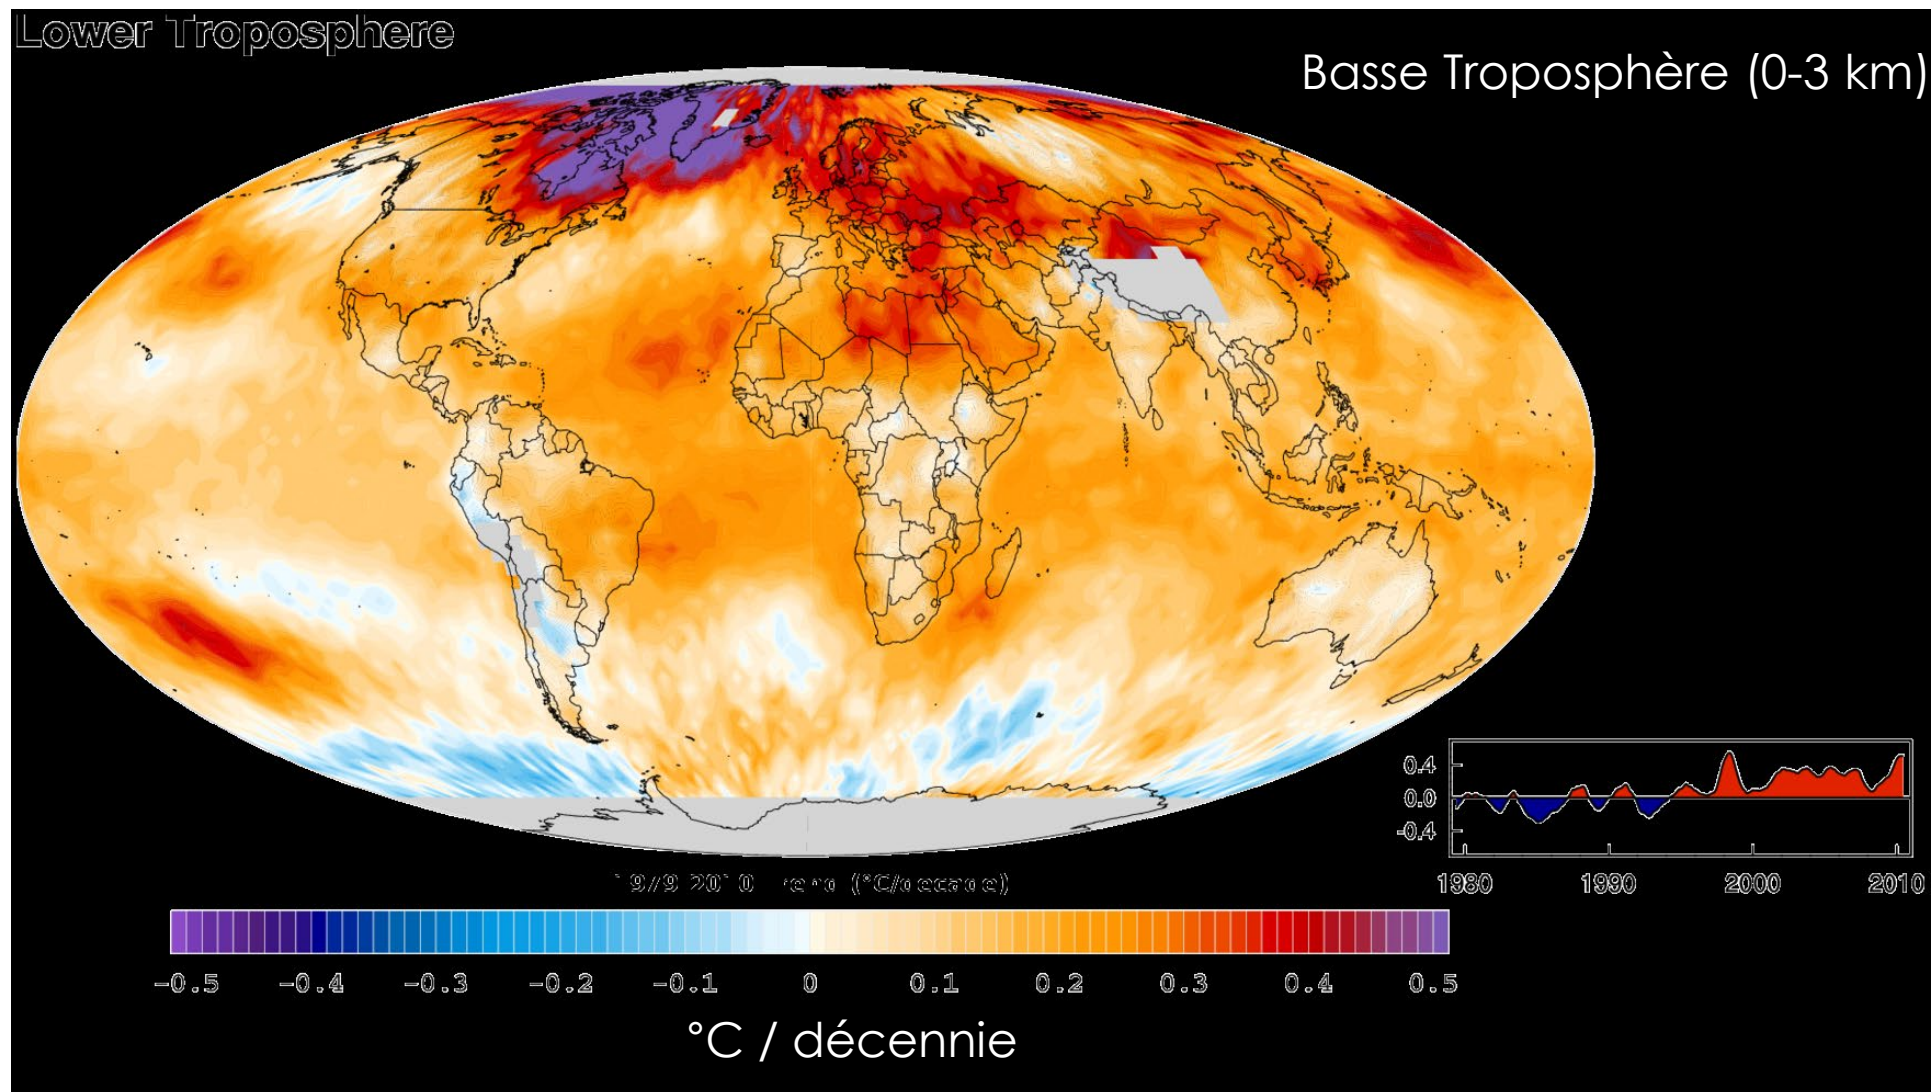 Lower Troposphere
Basse Troposphère (0-3 km)
0.4
0.0
-0.4
1980 1990 2000 2010
(°C/decade)
-0.5 -0.4 -0.3 -0.2 -0.1 0 0.1 0.2 0.3 0.4 0.5
°C / décennie